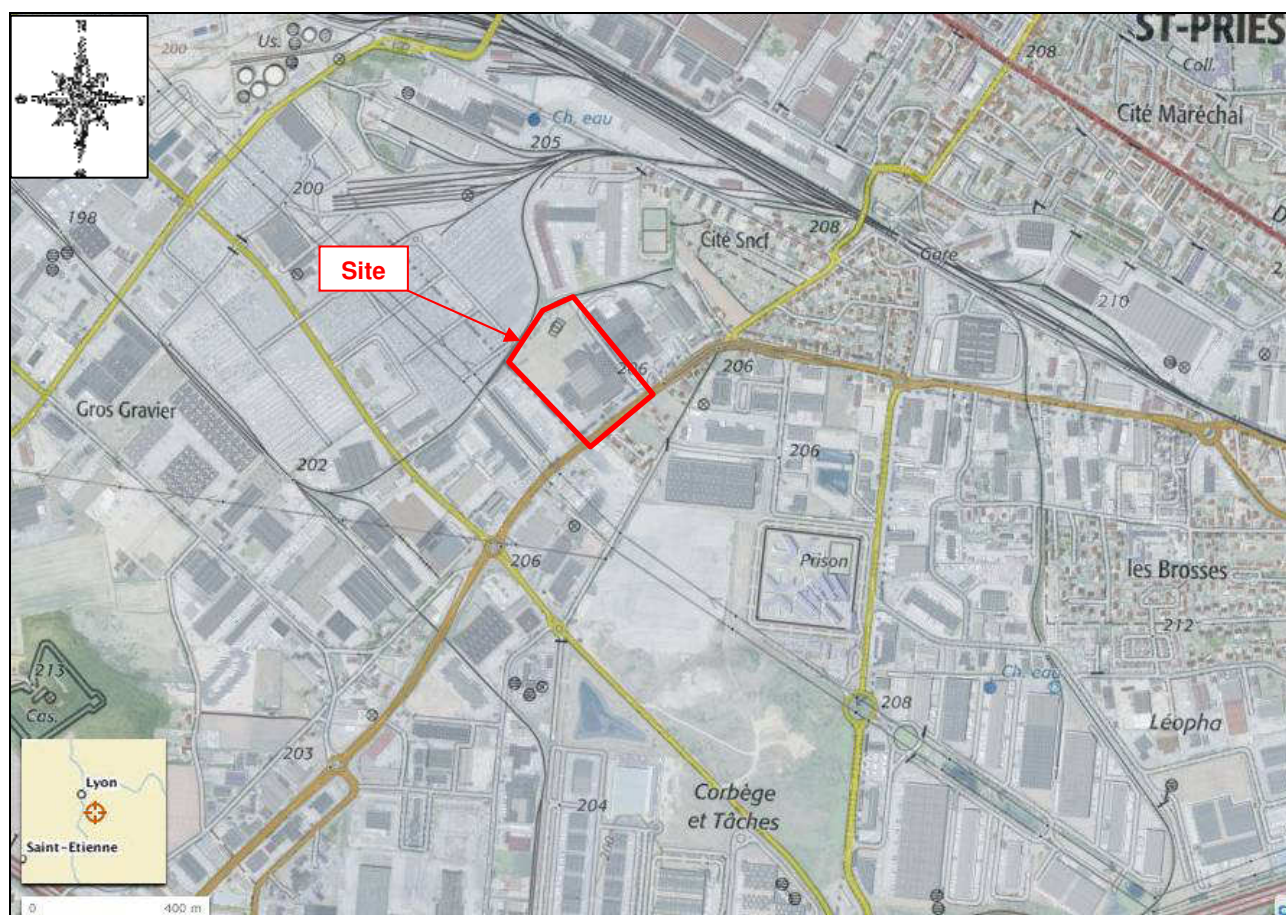 ST-PRIES
Us.
200
208
Coll.
Cité Maréchal
Ch. eau
205
200
198
208
Cité Sncf
Gare
Site
210
206
206
Gros Gravier
202
206
206
Prison
les Brosses
212
213
Cas.
Ch. eau
208
Léopha
203
Lyon
Saint-Etienne
204
Corbège
et Tâches
0 400 m